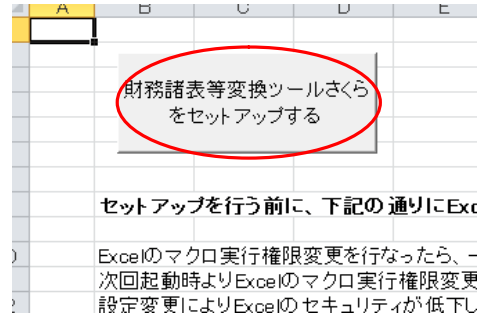 A B C D E
財務諸表等変換ツールさくら
をセットアップする
セットアップを行う前に、下記の通りにExc
Excelのマクロ実行権限変更を行なったら、一
次回起動時よりExcelのマクロ実行権限変更
設定変更によりExcelのセキュリティが低下し